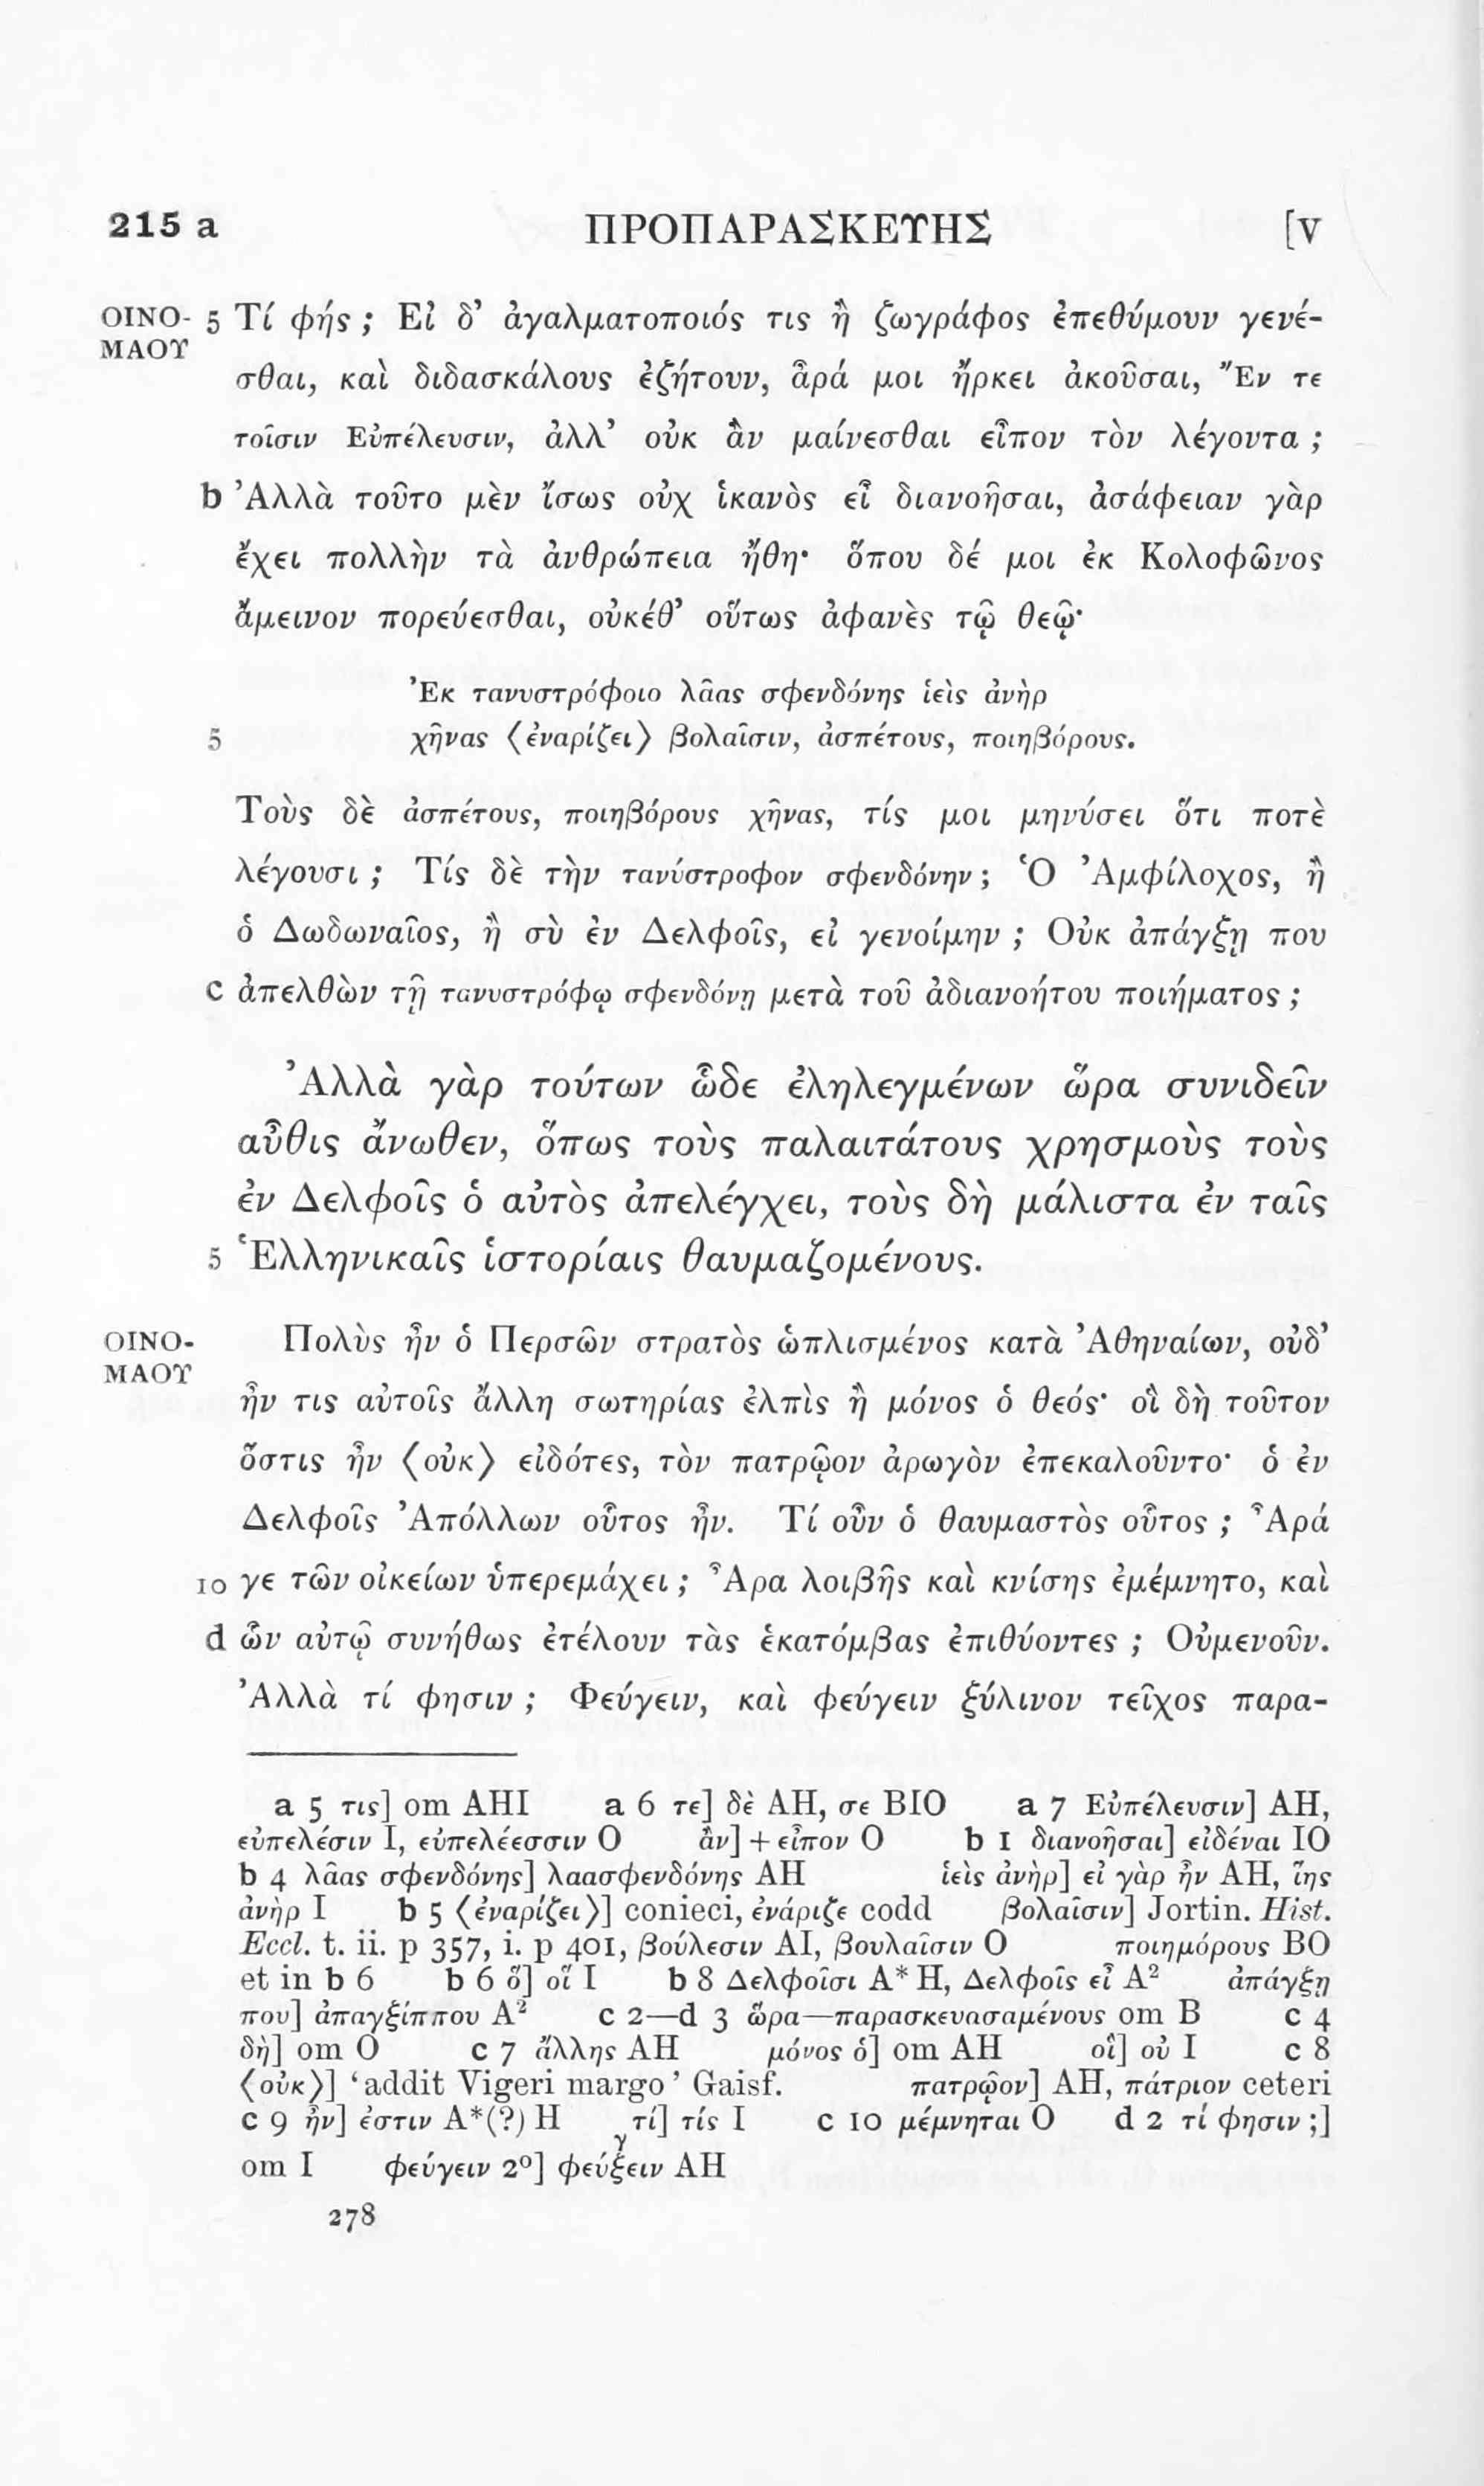 215 a ΠΡΟΠΑΡΑΣΚΕΥΗΣ [V
ΟΙΝΟ- 5 Τί φής ; Εἰ δ’ ἀγαλματοποιός τις ἢ ζωγράφος ἐπεθύμουν γενέ-
ΜΑΟΥ
σθαι, καὶ διδασκάλους ἐζήτουν, ἆρά μοι ἤρκει ἀκοῦσαι, Ἔν τε
τοῖσιν Εὐπέλευσιν, ἀλλ’ οὐκ ἂν μαίνεσθαι εἶπον τὸν λέγοντα ;
b Ἀλλὰ τοῦτο μὲν ἴσως οὐχ ἱκανὸς εἶ διανοῆσαι, ἀσάφειαν γὰρ
ἔχει πολλὴν τὰ ἀνθρώπεια ἤθη· ὅπου δέ μοι ἐκ Κολοφῶνος
ἄμεινον πορεύεσθαι, οὐκέθ’ οὕτως ἀφανὲς τῷ θεῷ·
Ἐκ τανυστρόφοιο λᾶας σφενδόνης ἱεὶς ἀνὴρ
5 χῆνας ⟨ἐναρίζει⟩ βολαῖσιν, ἀσπέτους, ποιηβόρους.
Τοὺς δὲ ἀσπέτους, ποιηβόρους χῆνας, τίς μοι μηνύσει ὅτι ποτὲ
λέγουσι ; Τίς δὲ τὴν τανύστροφον σφενδόνην ; Ὁ Ἀμφίλοχος, ἢ
ὁ Δωδωναῖος, ἢ σὺ ἐν Δελφοῖς, εἰ γενοίμην ; Οὐκ ἀπάγξῃ που
c ἀπελθὼν τῇ τανυστρόφῳ σφενδόνῃ μετὰ τοῦ ἀδιανοήτου ποιήματος ;
Ἀλλὰ γὰρ τούτων ὧδε ἐληλεγμένων ὥρα συνιδεῖν
αὖθις ἄνωθεν, ὅπως τοὺς παλαιτάτους χρησμοὺς τοὺς
ἐν Δελφοῖς ὁ αὐτὸς ἀπελέγχει, τοὺς δὴ μάλιστα ἐν ταῖς
5 Ἑλληνικαῖς ἱστορίαις θαυμαζομένους.
ΟΙΝΟ- Πολὺς ἦν ὁ Περσῶν στρατὸς ὡπλισμένος κατὰ Ἀθηναίων, οὐδ’
ΜΑΟΥ
ἦν τις αὐτοῖς ἄλλη σωτηρίας ἐλπὶς ἢ μόνος ὁ θεός· οἳ δὴ τοῦτον
ὅστις ἦν ⟨οὐκ⟩ εἰδότες, τὸν πατρῷον ἀρωγὸν ἐπεκαλοῦντο· ὁ ἐν
Δελφοῖς Ἀπόλλων οὗτος ἦν. Τί οὖν ὁ θαυμαστὸς οὗτος ; Ἆρά
10 γε τῶν οἰκείων ὑπερεμάχει ; Ἆρα λοιβῆς καὶ κνίσης ἐμέμνητο, καὶ
d ὧν αὐτῷ συνήθως ἐτέλουν τὰς ἑκατόμβας ἐπιθύοντες ; Οὐμενοῦν.
Ἀλλὰ τί φησιν ; Φεύγειν, καὶ φεύγειν ξύλινον τεῖχος παρα-
a 5 τις] om AHI a 6 τε] δὲ AH, σε BIO a 7 Εὐπέλευσιν] AH,
εὐπελέσιν I, εὐπελέεσσιν O ἂν] + εἶπον O b 1 διανοῆσαι] εἰδέναι IO
b 4 λᾶας σφενδόνης] λαασφενδόνης AH ἱεὶς ἀνὴρ] εἰ γὰρ ἦν AH, ἵης
ἀνὴρ I b 5 ⟨ἐναρίζει⟩] conieci, ἐνάριζε codd βολαῖσιν] Jortin. Hist.
Eccl. t. ii. p 357, i. p 401, βούλεσιν AI, βουλαῖσιν O ποιημόρους BO
et in b 6 b 6 ὅ] οἵ I b 8 Δελφοῖσι A* H, Δελφοῖς εἶ A² ἀπάγξῃ
που] ἀπαγξίππου A² c 2—d 3 ὥρα—παρασκευασαμένους om B c 4
δὴ] om O c 7 ἄλλης AH μόνος ὁ] om AH οἳ] οὐ I c 8
⟨οὐκ⟩] ‘addit Vigeri margo’ Gaisf. πατρῷον] AH, πάτριον ceteri
c 9 ἦν] ἐστιν A*(?) H τί] τίς I c 10 μέμνηται O d 2 τί φησιν ;]
om I φεύγειν 2º] φεύξγειν AH
278